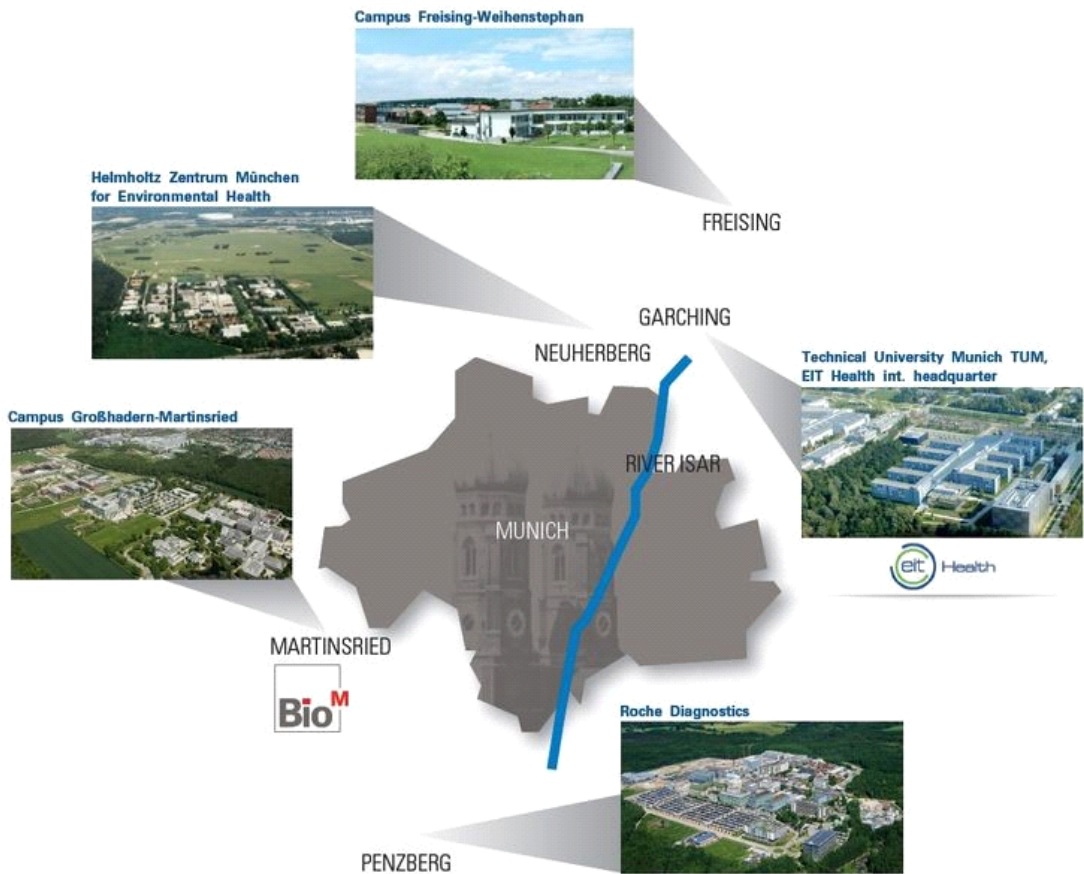 Campus Freising-Weihenstephan
Helmholtz Zentrum München
for Environmental Health
FREISING
GARCHING
NEUHERBERG
Technical University Munich TUM,
EIT Health int. headquarter
Campus Großhadern-Martinsried
RIVER ISAR
MUNICH
eit Health
MARTINSRIED
BioM
Roche Diagnostics
PENZBERG